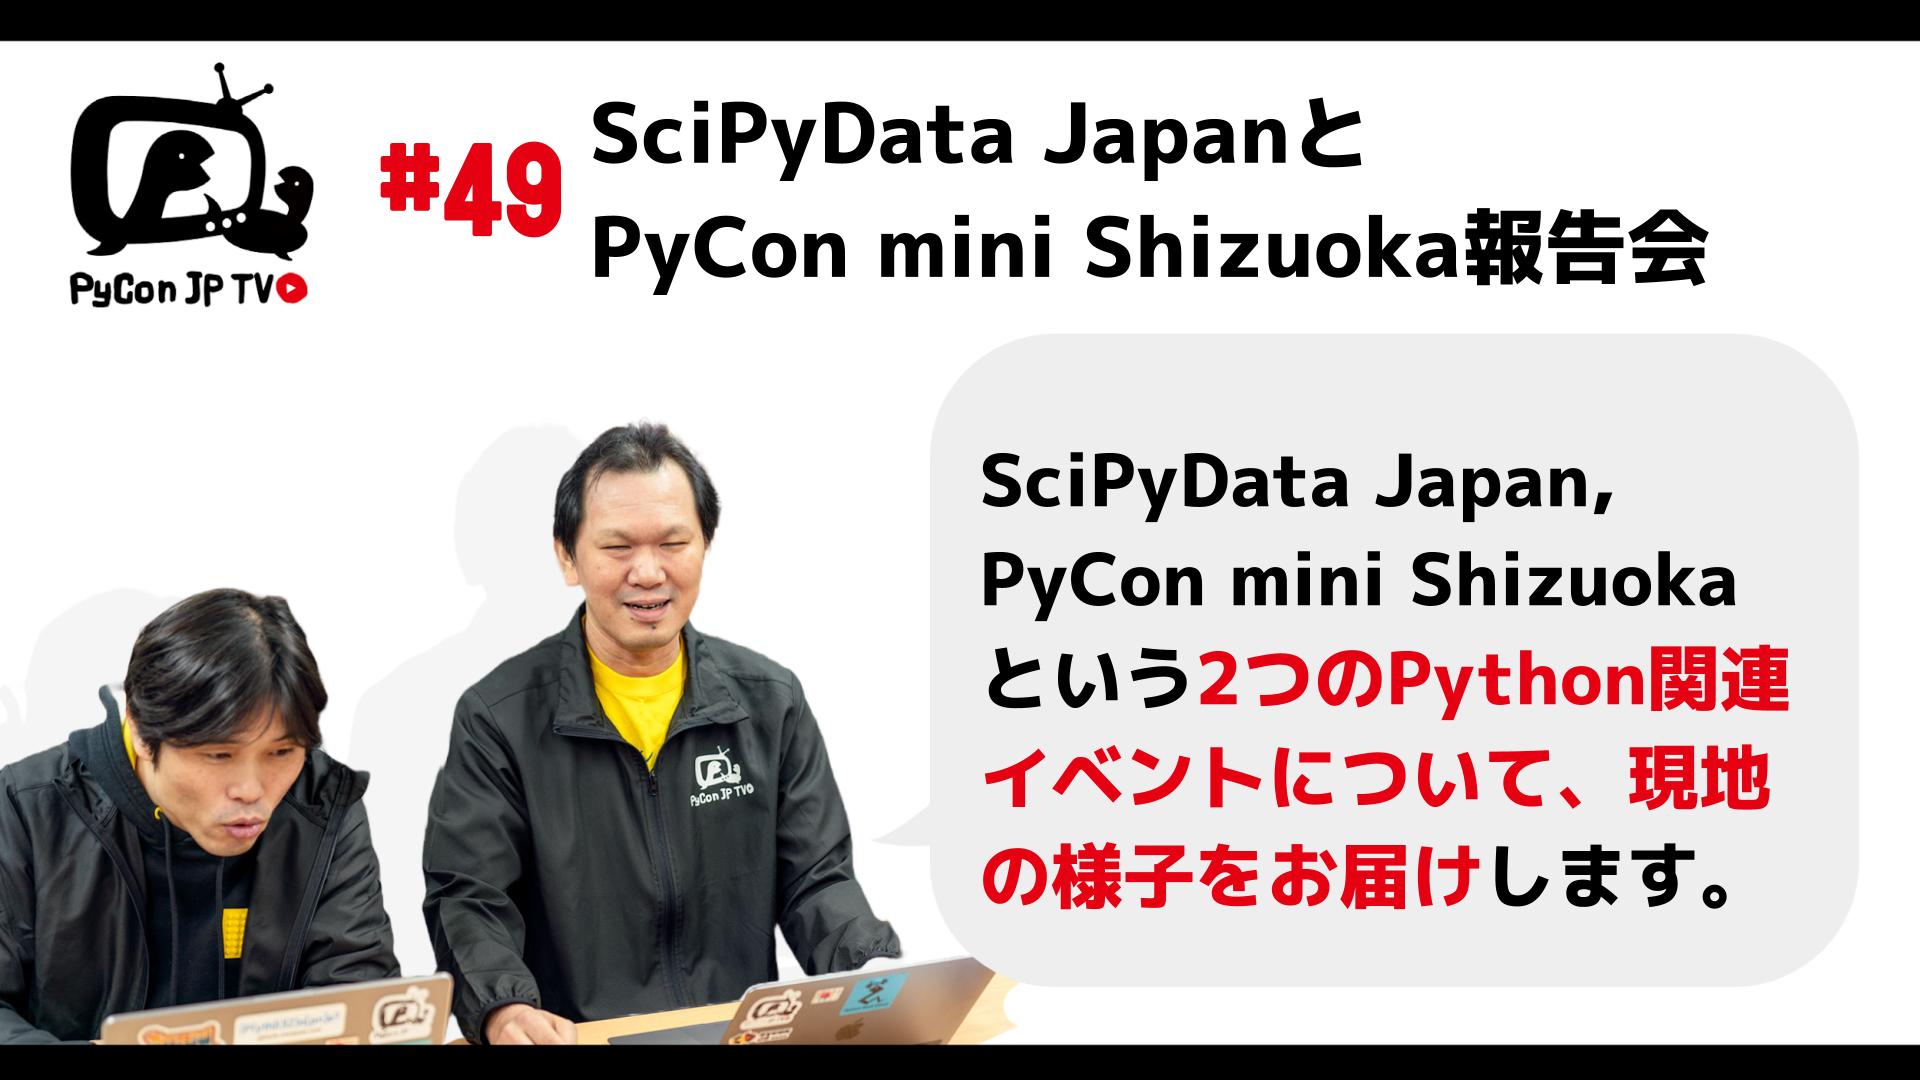 PyCon JP TV
#49
SciPyData Japanと
PyCon mini Shizuoka報告会
SciPyData Japan,
PyCon mini Shizuoka
という2つのPython関連
イベントについて、現地
の様子をお届けします。
PyCon JP TV